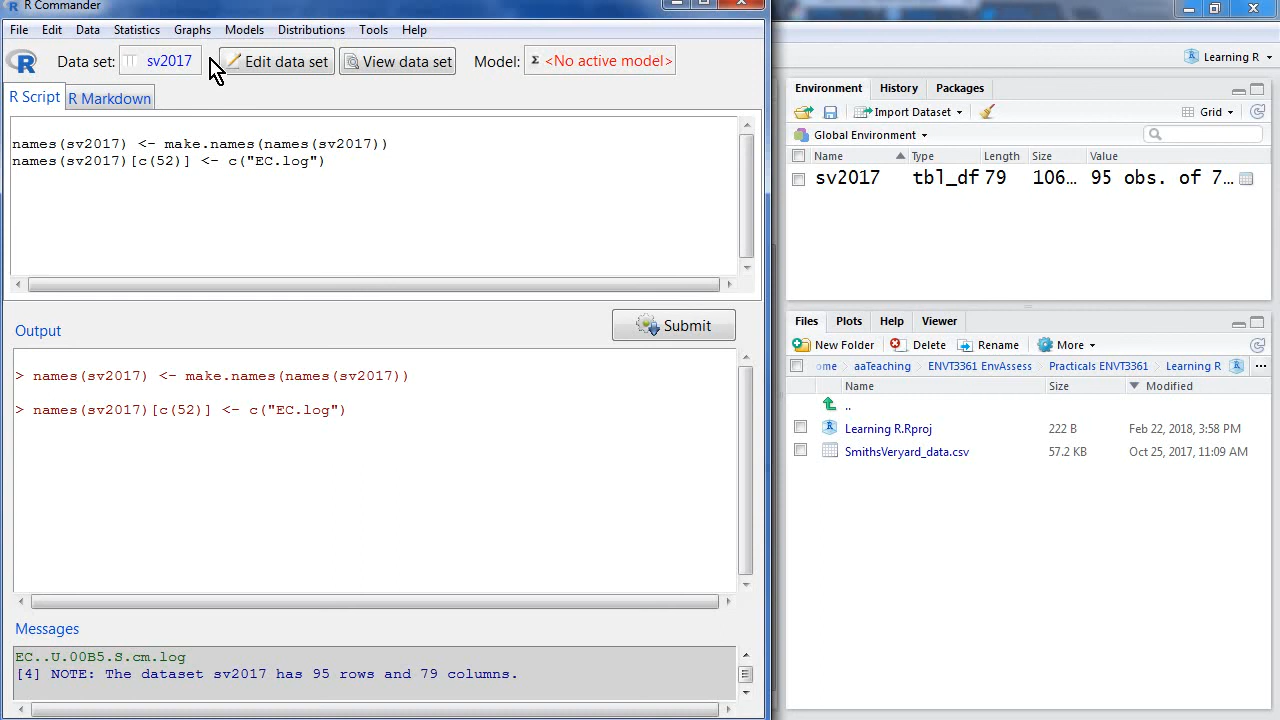 R Commander
File Edit Data Statistics Graphs Models Distributions Tools Help
Data set: sv2017 Edit data set View data set Model: Σ <No active model>
R Script R Markdown
names(sv2017) <- make.names(names(sv2017))
names(sv2017)[c(52)] <- c("EC.log")
Output
Submit
> names(sv2017) <- make.names(names(sv2017))
> names(sv2017)[c(52)] <- c("EC.log")
Messages
EC..U.00B5.S.cm.log
[4] NOTE: The dataset sv2017 has 95 rows and 79 columns.
Learning R
Environment History Packages
Import Dataset Grid
Global Environment
Name Type Length Size Value
sv2017 tbl_df 79 106… 95 obs. of 7…
Files Plots Help Viewer
New Folder Delete Rename More
ome aaTeaching ENVT3361 EnvAssess Practicals ENVT3361 Learning R ...
Name Size Modified
..
Learning R.Rproj 222 B Feb 22, 2018, 3:58 PM
SmithsVeryard_data.csv 57.2 KB Oct 25, 2017, 11:09 AM